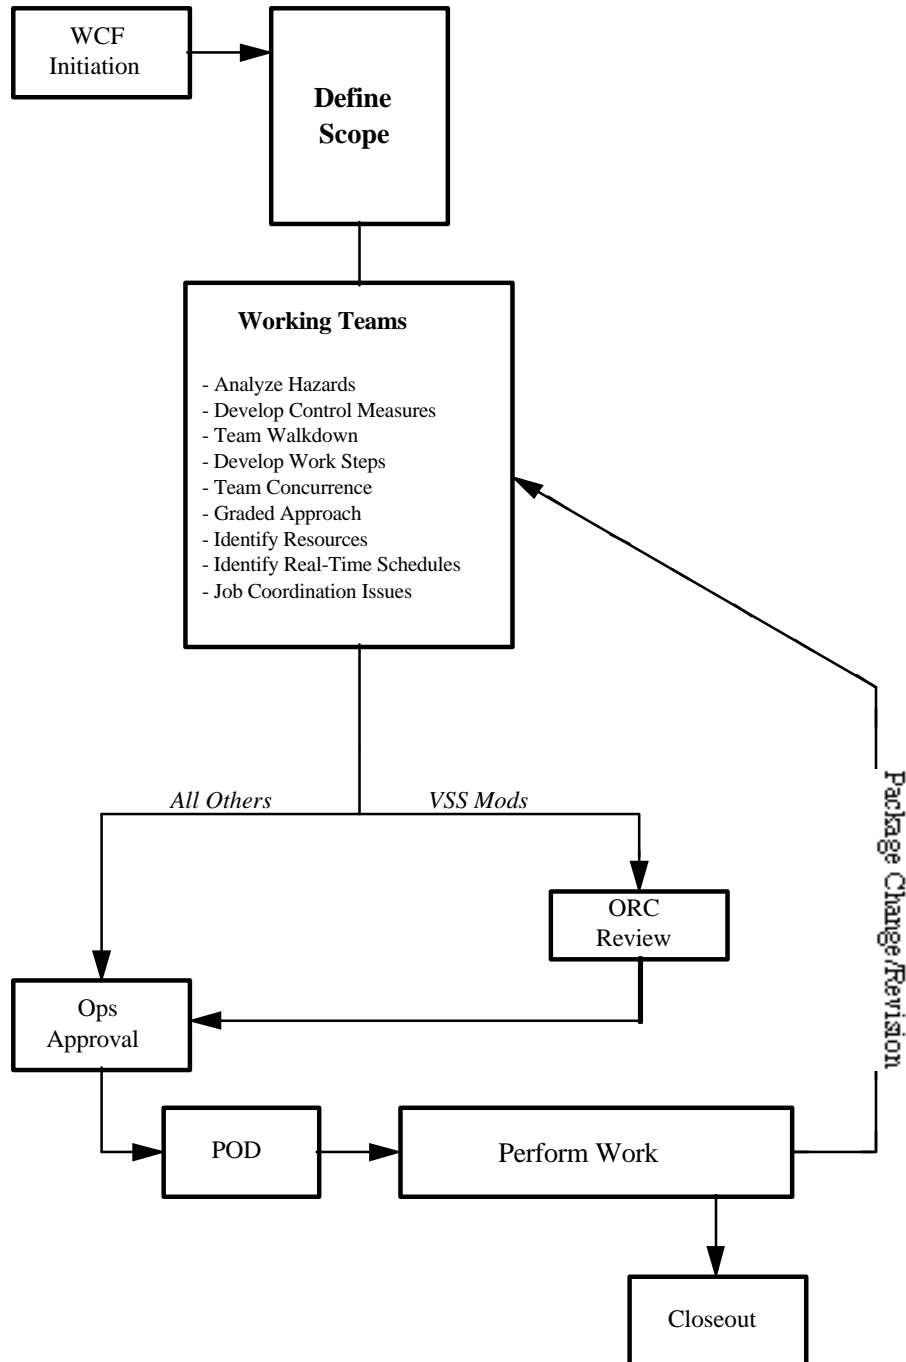 WCF
Initiation
Define
Scope
Working Teams
- Analyze Hazards
- Develop Control Measures
- Team Walkdown
- Develop Work Steps
- Team Concurrence
- Graded Approach
- Identify Resources
- Identify Real-Time Schedules
- Job Coordination Issues
All Others
VSS Mods
Package Change/Revision
ORC
Review
Ops
Approval
POD
Perform Work
Closeout